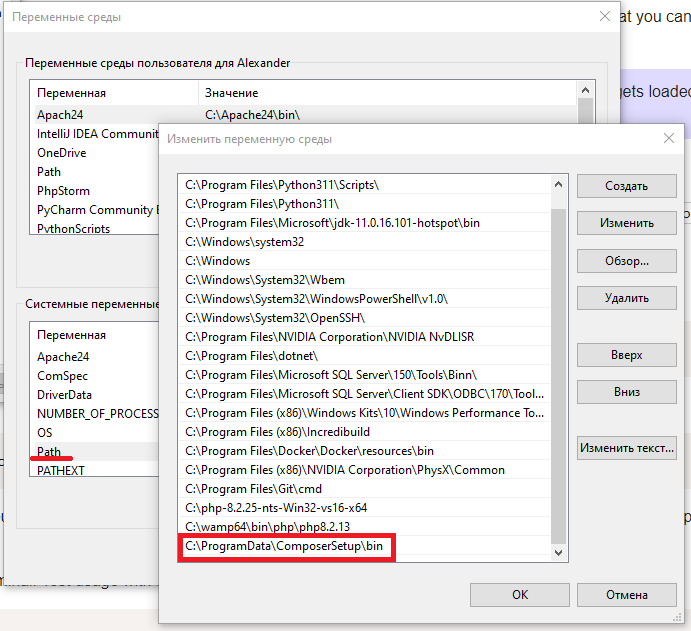 Переменные среды
at you can
Переменные среды пользователя для Alexander
Переменная Значение
gets loaded
Apach24 C:\Apache24\bin\
IntelliJ IDEA Community
OneDrive
Path
PhpStorm
PyCharm Community E
PythonScripts
Изменить переменную среды
C:\Program Files\Python311\Scripts\
C:\Program Files\Python311\
C:\Program Files\Microsoft\jdk-11.0.16.101-hotspot\bin
C:\Windows\system32
C:\Windows
C:\Windows\System32\Wbem
C:\Windows\System32\WindowsPowerShell\v1.0\
C:\Windows\System32\OpenSSH\
C:\Program Files\NVIDIA Corporation\NVIDIA NvDLISR
C:\Program Files\dotnet\
C:\Program Files\Microsoft SQL Server\150\Tools\Binn\
C:\Program Files\Microsoft SQL Server\Client SDK\ODBC\170\Tool...
C:\Program Files (x86)\Windows Kits\10\Windows Performance To...
C:\Program Files (x86)\Incredibuild
C:\Program Files\Docker\Docker\resources\bin
C:\Program Files (x86)\NVIDIA Corporation\PhysX\Common
C:\Program Files\Git\cmd
C:\php-8.2.25-nts-Win32-vs16-x64
C:\wamp64\bin\php\php8.2.13
C:\ProgramData\ComposerSetup\bin
Создать
Изменить
Обзор...
Удалить
Вверх
Вниз
Изменить текст...
OK Отмена
Системные переменные
Переменная
Apache24
ComSpec
DriverData
NUMBER_OF_PROCESS
OS
Path
PATHEXT